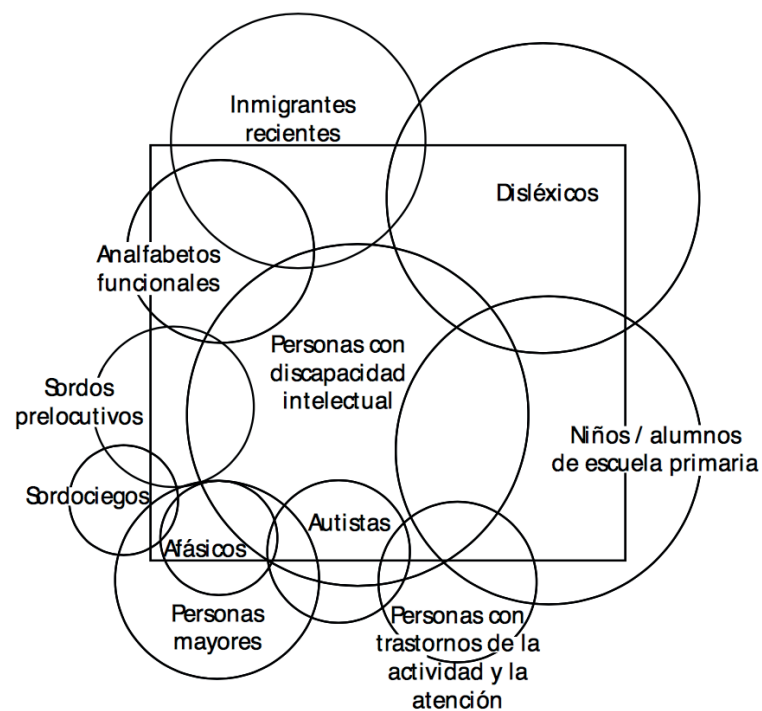 Inmigrantes
recientes
Disléxicos
Analfabetos
funcionales
Personas con
discapacidad
intelectual
Sordos
prelocutivos
Niños / alumnos
de escuela primaria
Sordociegos
Autistas
Afásicos
Personas
mayores
Personas con
trastornos de la
actividad y la
atención